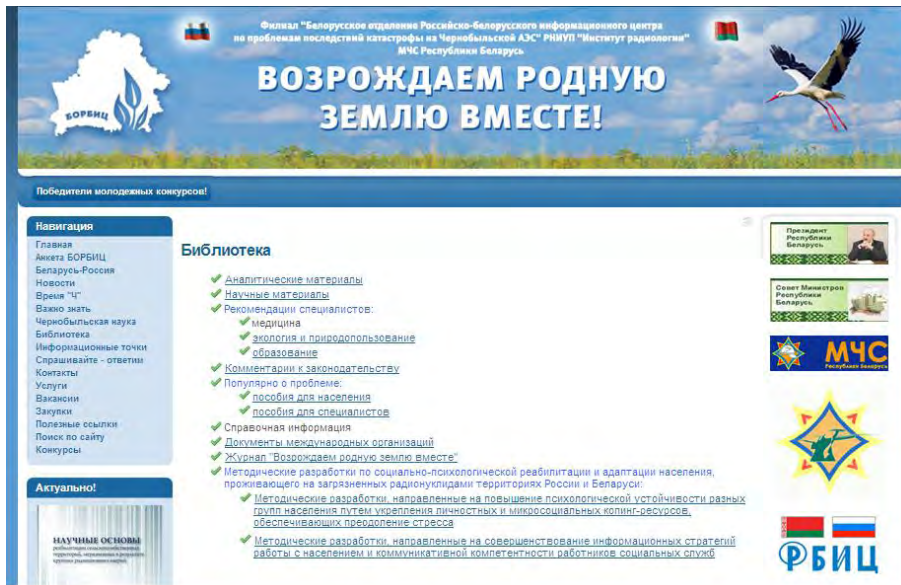 Филиал "Белорусское отделение Российско-белорусского информационного центра
по проблемам последствий катастрофы на Чернобыльской АЭС" РНИУП "Институт радиологии"
МЧС Республики Беларусь
ВОЗРОЖДАЕМ РОДНУЮ
ЗЕМЛЮ ВМЕСТЕ!
БОРБИЦ
Победители молодежных конкурсов!
Навигация
Главная
Анкета БОРБИЦ
Беларусь-Россия
Новости
Время "Ч"
Важно знать
Чернобыльская наука
Библиотека
Информационные точки
Спрашивайте - ответим
Контакты
Услуги
Вакансии
Закупки
Полезные ссылки
Поиск по сайту
Конкурсы
Актуально!
НАУЧНЫЕ ОСНОВЫ
Библиотека
Аналитические материалы
Научные материалы
Рекомендации специалистов:
медицина
экология и природопользование
образование
Комментарии к законодательству
Популярно о проблеме:
пособия для населения
пособия для специалистов
Справочная информация
Документы международных организаций
Журнал "Возрождаем родную землю вместе"
Методические разработки по социально-психологической реабилитации и адаптации населения,
проживающего на загрязненных радионуклидами территориях России и Беларуси:
Методические разработки, направленные на повышение психологической устойчивости разных
групп населения путем укрепления личностных и микросоциальных копинг-ресурсов,
обеспечивающих преодоление стресса
Методические разработки, направленные на совершенствование информационных стратегий
работы с населением и коммуникативной компетентности работников социальных служб
Президент
Республики
Беларусь
Совет Министров
Республики
Беларусь
МЧС
Республики Беларусь
РБИЦ